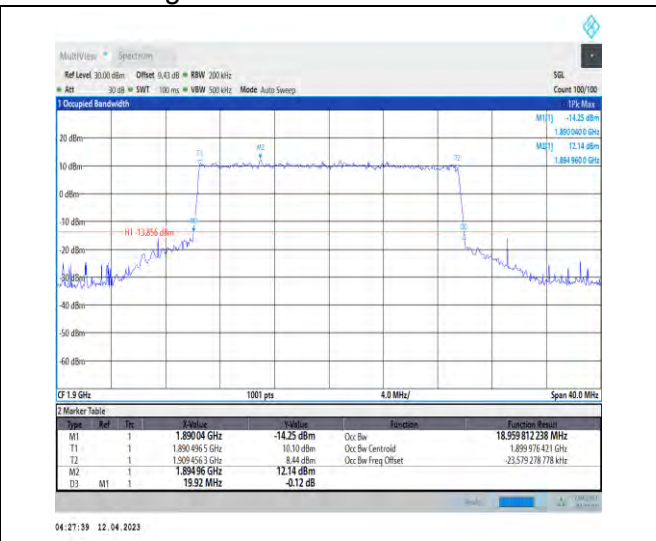 MultiView Spectrum
Ref Level 30.00 dBm Offset 9.43 dB RBW 200 kHz SGL
Att 30 dB SWT 100 ms VBW 500 kHz Mode Auto Sweep Count 100/100
1 Occupied Bandwidth 1Pk Max
M1[1] -14.25 dBm
1.890 040 0 GHz
M2[1] 12.14 dBm
1.894 960 0 GHz
20 dBm
T1 M2 T2
10 dBm
0 dBm
-10 dBm
H1 -13.856 dBm
-20 dBm
-30 dBm
-40 dBm
-50 dBm
-60 dBm
CF 1.9 GHz 1001 pts 4.0 MHz/ Span 40.0 MHz
2 Marker Table
Type Ref Trc X-Value Y-Value Function Function Result
M1 1 1.890 04 GHz -14.25 dBm Occ Bw 18.959 812 238 MHz
T1 1 1.890 496 5 GHz 10.10 dBm Occ Bw Centroid 1.899 976 421 GHz
T2 1 1.909 456 3 GHz 8.44 dBm Occ Bw Freq Offset -23.579 278 778 kHz
M2 1 1.894 96 GHz 12.14 dBm
D3 M1 1 19.92 MHz -0.12 dB
04:27:39 12.04.2023